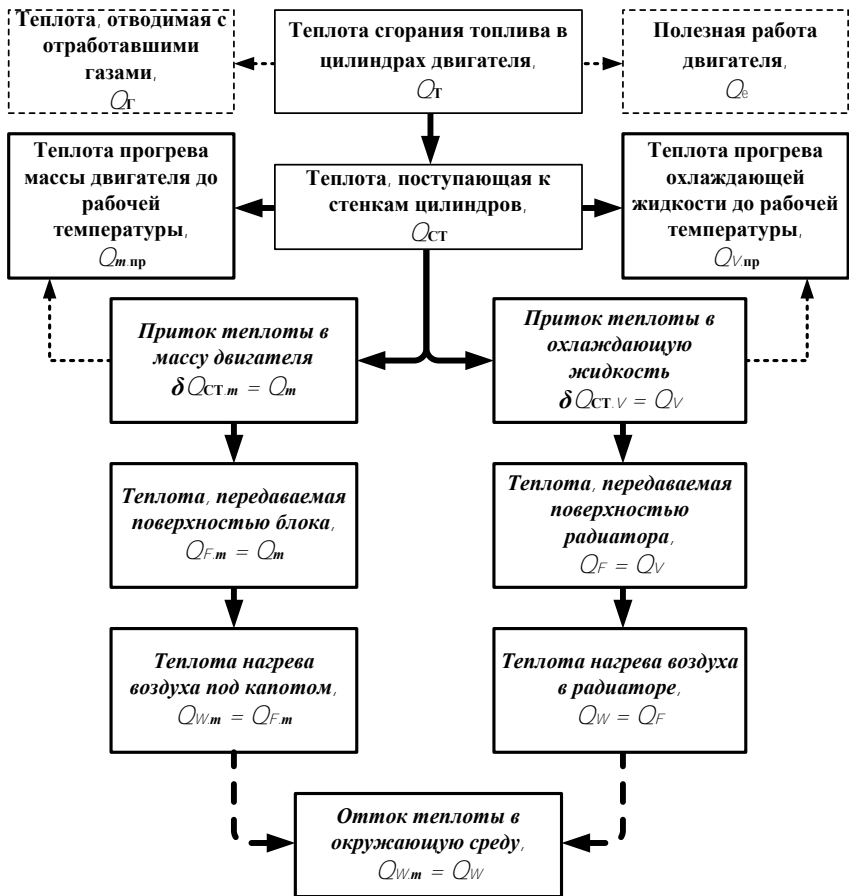 Теплота, отводимая с
отработавшими
газами,
Qг
Теплота сгорания топлива в
цилиндрах двигателя,
Qт
Полезная работа
двигателя,
Qe
Теплота прогрева
массы двигателя до
рабочей
температуры,
Qm.пр
Теплота, поступающая к
стенкам цилиндров,
QСТ
Теплота прогрева
охлаждающей
жидкости до рабочей
температуры,
QV.пр
Приток теплоты в
массу двигателя
δQСТ.m = Qm
Приток теплоты в
охлаждающую
жидкость
δQСТ.V = QV
Теплота, передаваемая
поверхностью блока,
QF.m = Qm
Теплота, передаваемая
поверхностью
радиатора,
QF = QV
Теплота нагрева
воздуха под капотом,
QW.m = QF.m
Теплота нагрева воздуха
в радиаторе,
QW = QF
Отток теплоты в
окружающую среду,
QW.m = QW